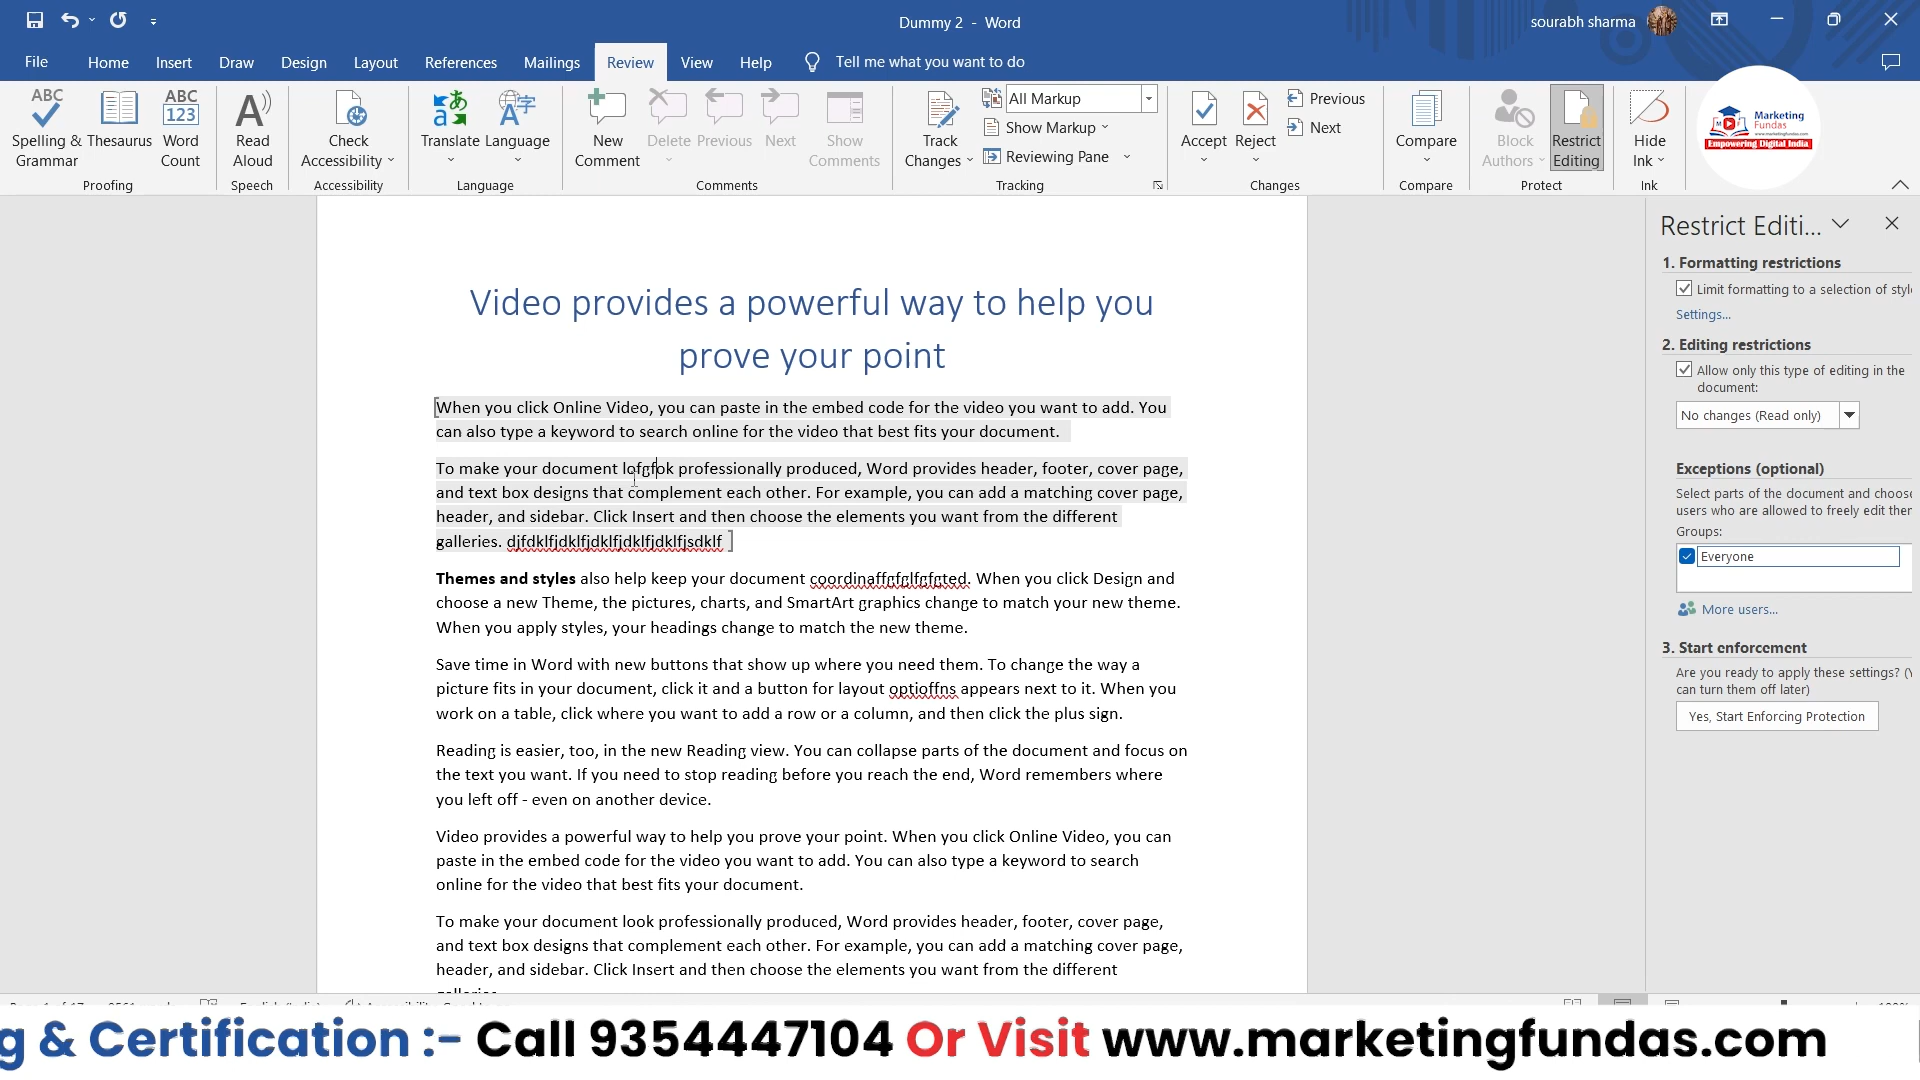 Dummy 2 - Word
sourabh sharma
File Home Insert Draw Design Layout References Mailings Review View Help Tell me what you want to do
ABC
Spelling & Grammar
Thesaurus
ABC 123
Word Count
Proofing
A
Read Aloud
Speech
Check Accessibility
Accessibility
Translate
Language
Language
New Comment
Delete
Previous
Next
Show Comments
Comments
Track Changes
All Markup
Show Markup
Reviewing Pane
Tracking
Accept
Reject
Previous
Next
Changes
Compare
Compare
Block Authors
Restrict Editing
Protect
Hide Ink
Ink
Marketing
Fundas
Empowering Digital India
Video provides a powerful way to help you
prove your point
When you click Online Video, you can paste in the embed code for the video you want to add. You
can also type a keyword to search online for the video that best fits your document.
To make your document lofgfok professionally produced, Word provides header, footer, cover page,
and text box designs that complement each other. For example, you can add a matching cover page,
header, and sidebar. Click Insert and then choose the elements you want from the different
galleries. djfdklfjdklfjdklfjdklfjdklfjsdklf
Themes and styles also help keep your document coordinaffgfglfgfgted. When you click Design and
choose a new Theme, the pictures, charts, and SmartArt graphics change to match your new theme.
When you apply styles, your headings change to match the new theme.
Save time in Word with new buttons that show up where you need them. To change the way a
picture fits in your document, click it and a button for layout optioffns appears next to it. When you
work on a table, click where you want to add a row or a column, and then click the plus sign.
Reading is easier, too, in the new Reading view. You can collapse parts of the document and focus on
the text you want. If you need to stop reading before you reach the end, Word remembers where
you left off - even on another device.
Video provides a powerful way to help you prove your point. When you click Online Video, you can
paste in the embed code for the video you want to add. You can also type a keyword to search
online for the video that best fits your document.
To make your document look professionally produced, Word provides header, footer, cover page,
and text box designs that complement each other. For example, you can add a matching cover page,
header, and sidebar. Click Insert and then choose the elements you want from the different
Restrict Editi...
1. Formatting restrictions
Limit formatting to a selection of style
Settings...
2. Editing restrictions
Allow only this type of editing in the
document:
No changes (Read only)
Exceptions (optional)
Select parts of the document and choose
users who are allowed to freely edit them
Groups:
Everyone
More users...
3. Start enforcement
Are you ready to apply these settings? (Y
can turn them off later)
Yes, Start Enforcing Protection
g & Certification :- Call 9354447104 Or Visit www.marketingfundas.com